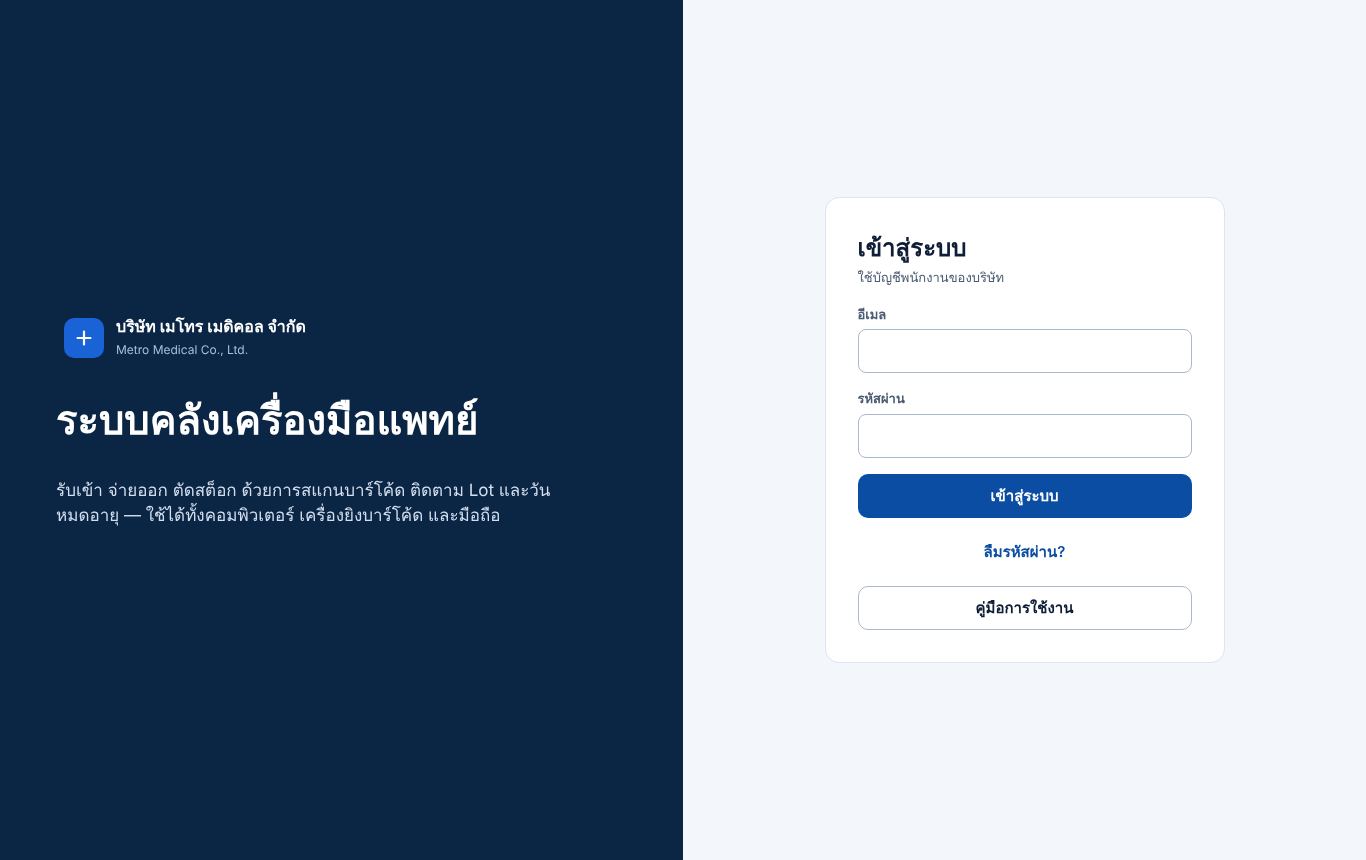 บริษัท เมโทร เมดิคอล จำกัด
Metro Medical Co., Ltd.
ระบบคลังเครื่องมือแพทย์
รับเข้า จ่ายออก ตัดสต็อก ด้วยการสแกนบาร์โค้ด ติดตาม Lot และวัน
หมดอายุ — ใช้ได้ทั้งคอมพิวเตอร์ เครื่องยิงบาร์โค้ด และมือถือ
เข้าสู่ระบบ
ใช้บัญชีพนักงานของบริษัท
อีเมล
รหัสผ่าน
เข้าสู่ระบบ
ลืมรหัสผ่าน?
คู่มือการใช้งาน